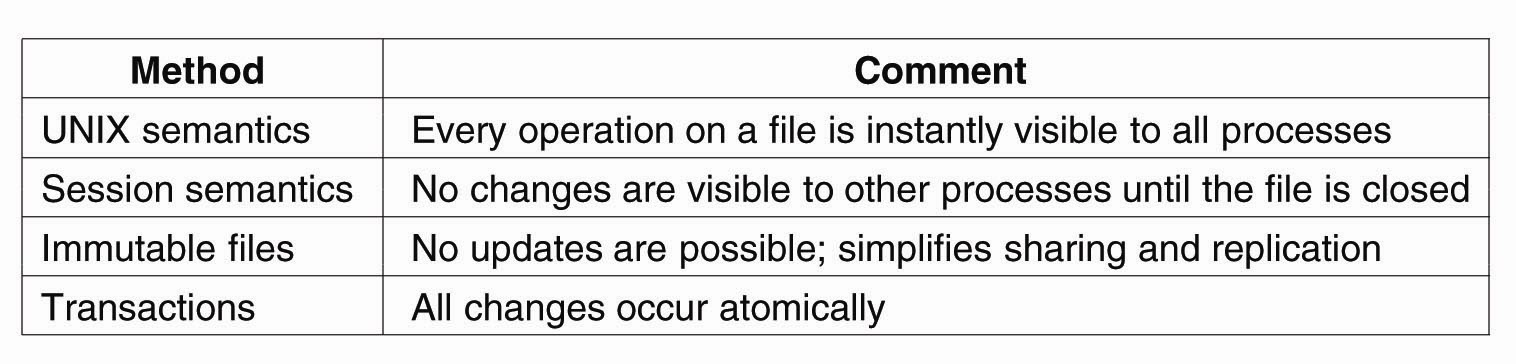 Method Comment
UNIX semantics Every operation on a file is instantly visible to all processes
Session semantics No changes are visible to other processes until the file is closed
Immutable files No updates are possible; simplifies sharing and replication
Transactions All changes occur atomically